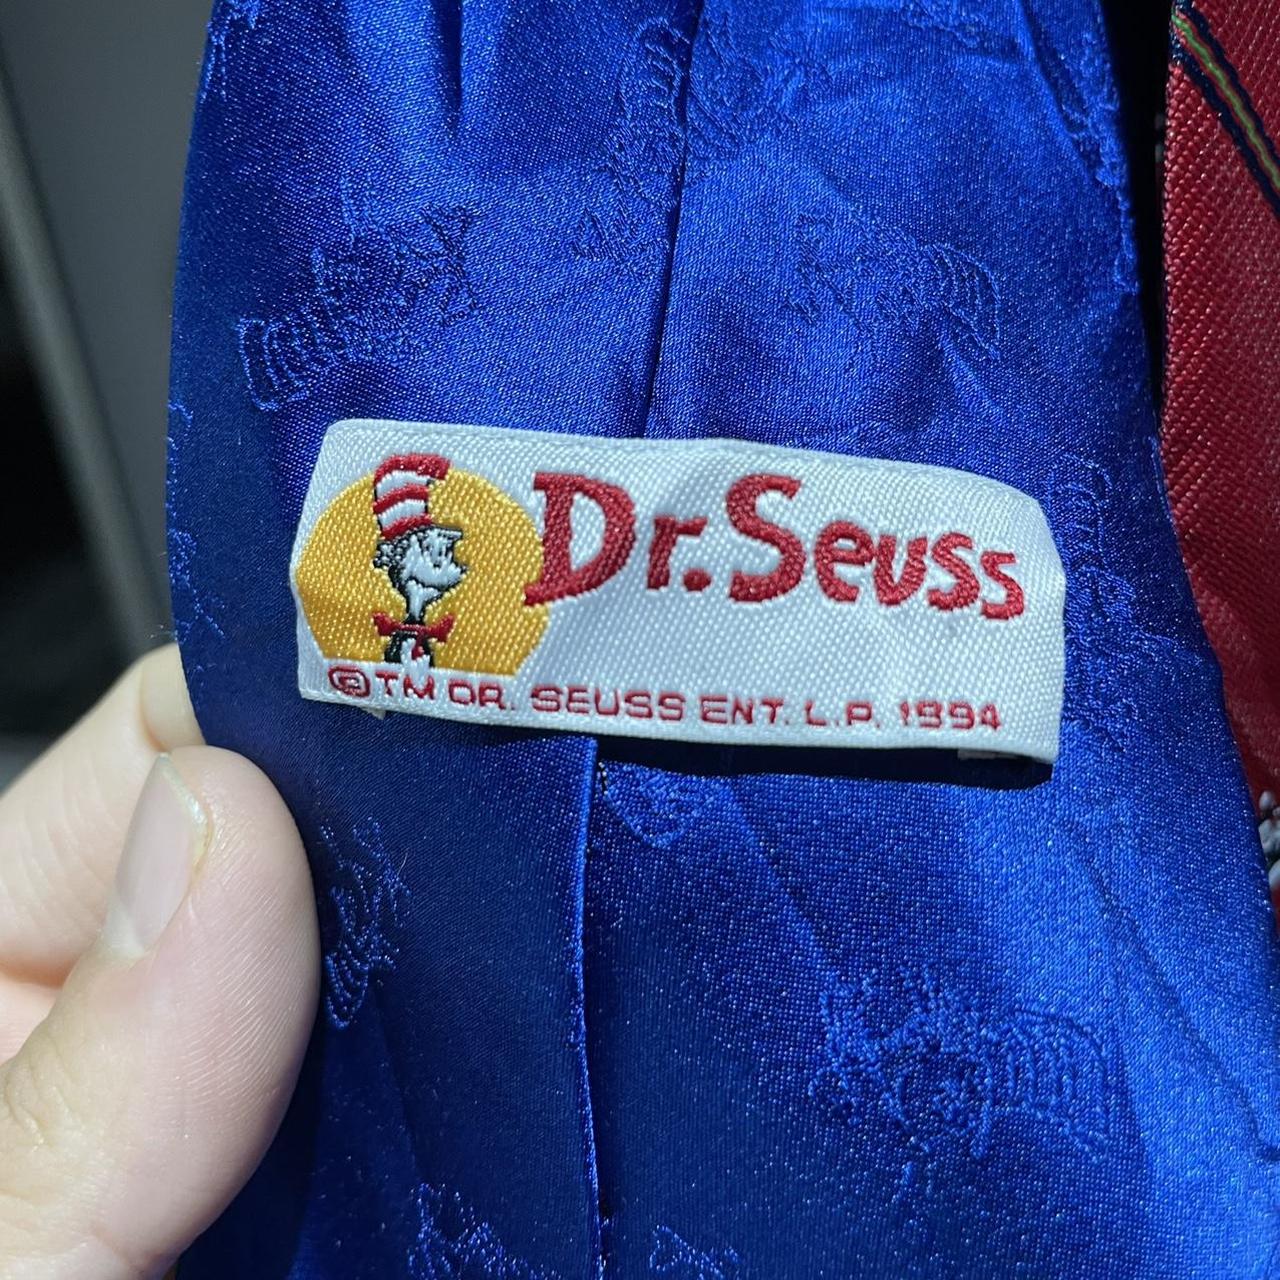 Dr. Seuss
©TM DR. SEUSS ENT. L.P. 1994